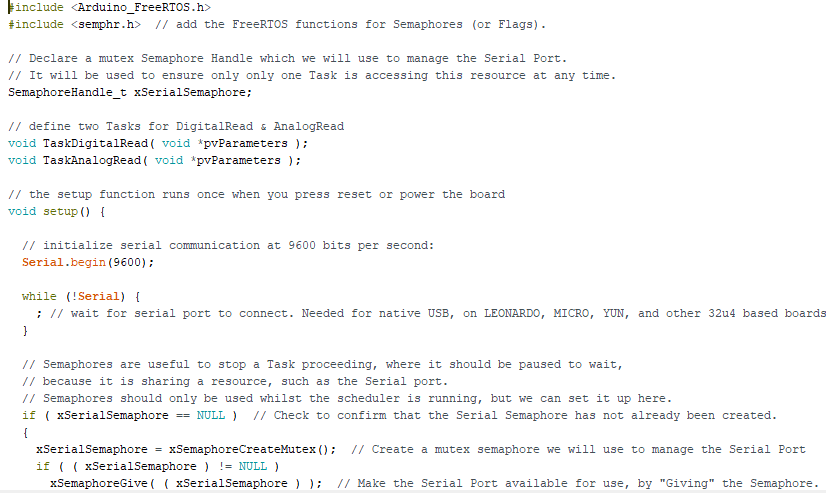 #include <Arduino_FreeRTOS.h>
#include <semphr.h>  // add the FreeRTOS functions for Semaphores (or Flags).
// Declare a mutex Semaphore Handle which we will use to manage the Serial Port.
// It will be used to ensure only only one Task is accessing this resource at any time.
SemaphoreHandle_t xSerialSemaphore;
// define two Tasks for DigitalRead & AnalogRead
void TaskDigitalRead( void *pvParameters );
void TaskAnalogRead( void *pvParameters );
// the setup function runs once when you press reset or power the board
void setup() {
  // initialize serial communication at 9600 bits per second:
  Serial.begin(9600);
  while (!Serial) {
    ; // wait for serial port to connect. Needed for native USB, on LEONARDO, MICRO, YUN, and other 32u4 based boards
  }
  // Semaphores are useful to stop a Task proceeding, where it should be paused to wait,
  // because it is sharing a resource, such as the Serial port.
  // Semaphores should only be used whilst the scheduler is running, but we can set it up here.
  if ( xSerialSemaphore == NULL )  // Check to confirm that the Serial Semaphore has not already been created.
  {
    xSerialSemaphore = xSemaphoreCreateMutex();  // Create a mutex semaphore we will use to manage the Serial Port
    if ( ( xSerialSemaphore ) != NULL )
      xSemaphoreGive( ( xSerialSemaphore ) );  // Make the Serial Port available for use, by "Giving" the Semaphore.